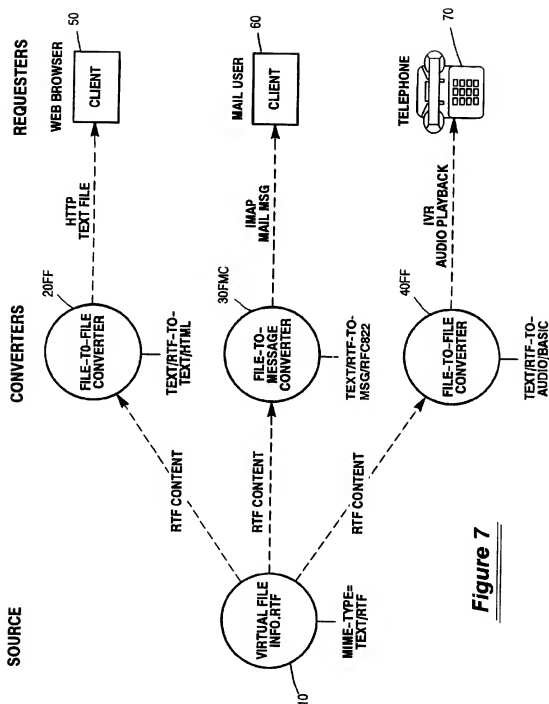 SOURCE
CONVERTERS
REQUESTERS
VIRTUAL FILE
INFO.RTF
10
MIME-TYPE=
TEXT/RTF
RTF CONTENT
RTF CONTENT
RTF CONTENT
20FF
FILE-TO-FILE
CONVERTER
TEXT/RTF-TO-
TEXT/HTML
HTTP
TEXT FILE
WEB BROWSER
50
CLIENT
30FMC
FILE-TO-
MESSAGE
CONVERTER
TEXT/RTF-TO-
MSG/RFC822
IMAP
MAIL MSG
MAIL USER
60
CLIENT
40FF
FILE-TO-FILE
CONVERTER
TEXT/RTF-TO-
AUDIO/BASIC
IVR
AUDIO PLAYBACK
TELEPHONE
70
Figure 7